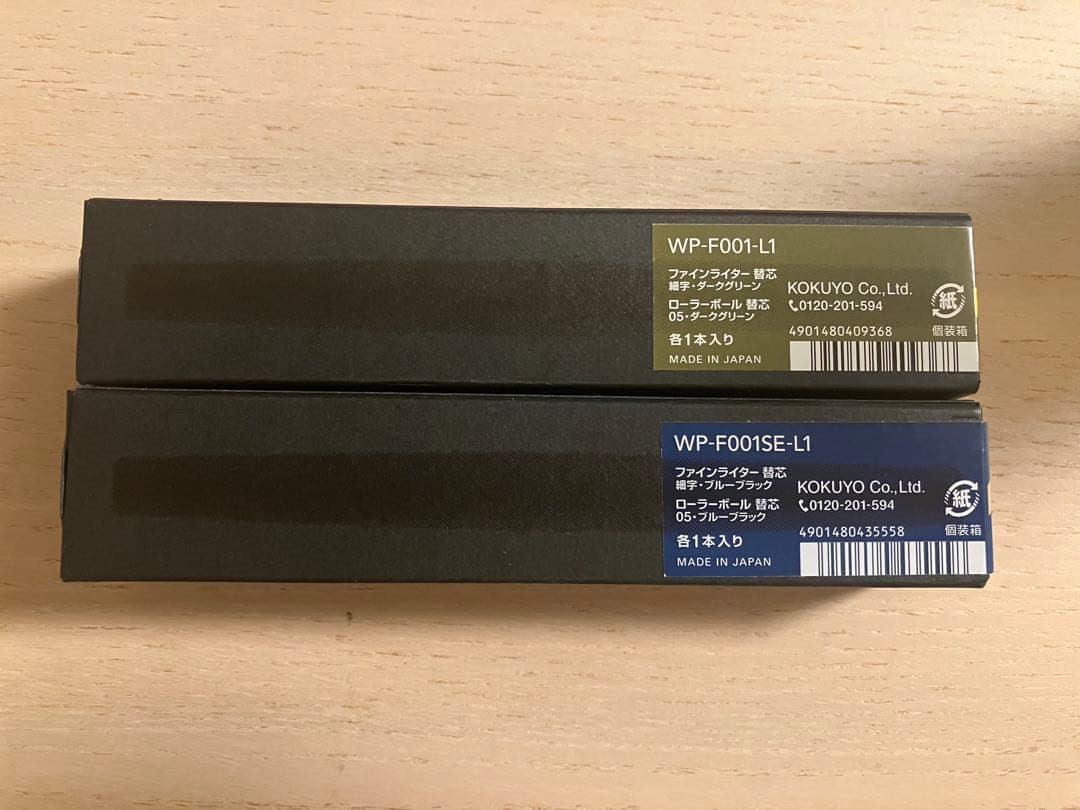 WP-F001-L1
ファインライター 替芯
細字・ダークグリーン
ローラーボール 替芯
05・ダークグリーン
各1本入り
MADE IN JAPAN
KOKUYO Co.,Ltd.
0120-201-594
4901480409368
紙
個装箱
WP-F001SE-L1
ファインライター 替芯
細字・ブルーブラック
ローラーボール 替芯
05・ブルーブラック
各1本入り
MADE IN JAPAN
KOKUYO Co.,Ltd.
0120-201-594
4901480435558
紙
個装箱